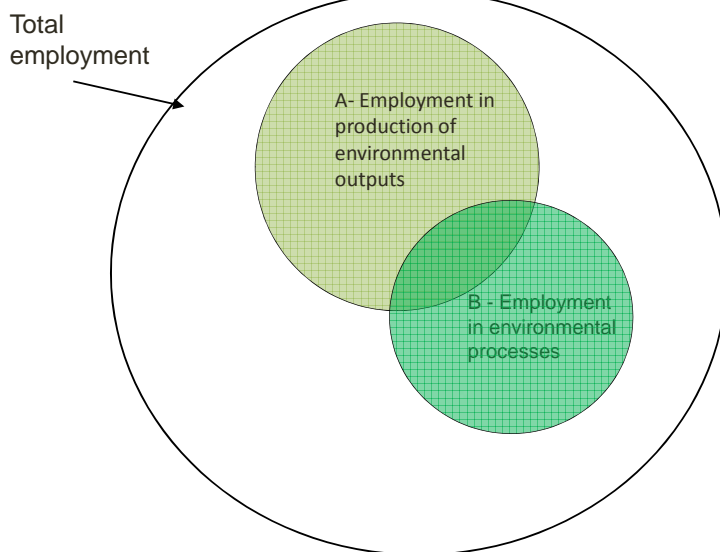 Total
employment
A- Employment in
production of
environmental
outputs
B - Employment
in environmental
processes